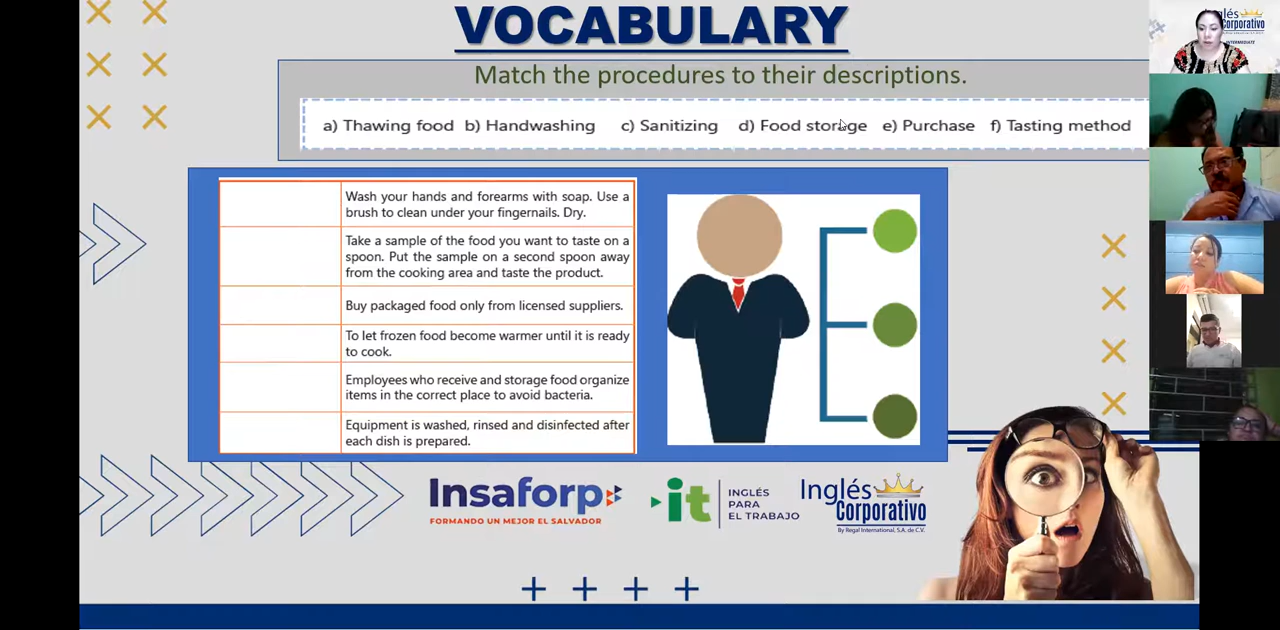 VOCABULARY
Match the procedures to their descriptions.
a) Thawing food b) Handwashing c) Sanitizing d) Food storage e) Purchase f) Tasting method
Wash your hands and forearms with soap. Use a
brush to clean under your fingernails. Dry.
Take a sample of the food you want to taste on a
spoon. Put the sample on a second spoon away
from the cooking area and taste the product.
Buy packaged food only from licensed suppliers.
To let frozen food become warmer until it is ready
to cook.
Employees who receive and storage food organize
items in the correct place to avoid bacteria.
Equipment is washed, rinsed and disinfected after
each dish is prepared.
Insaforp
FORMANDO UN MEJOR EL SALVADOR
it
INGLÉS
PARA
EL TRABAJO
Inglés
Corporativo
By Regal International, S.A. de C.V.
Inglés
Corporativo
INTERMEDIATE